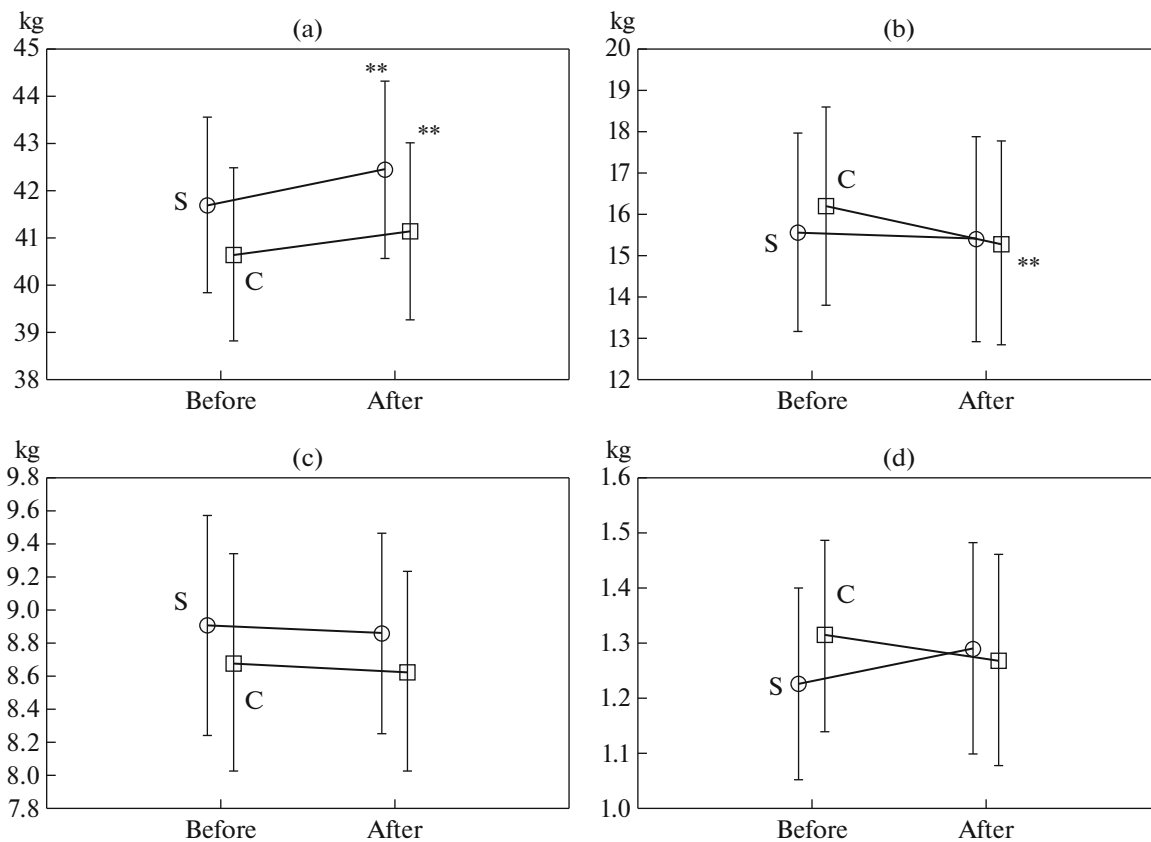 kg
(a)
45
44
43
42
41
40
39
38
**
**
S
C
Before After
kg
(b)
20
19
18
17
16
15
14
13
12
C
S
**
Before After
kg
(c)
9.8
9.6
9.4
9.2
9.0
8.8
8.6
8.4
8.2
8.0
7.8
S
C
Before After
kg
(d)
1.6
1.5
1.4
1.3
1.2
1.1
1.0
C
S
Before After